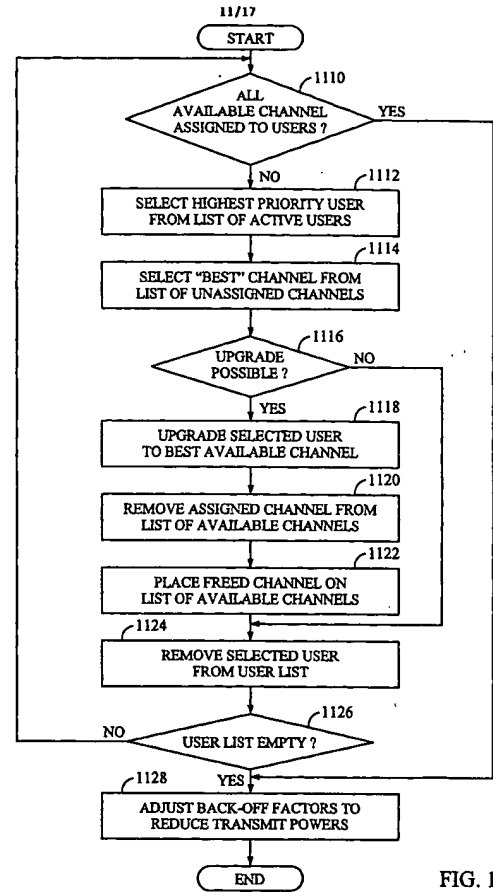 11/17
START
1110
ALL
AVAILABLE CHANNEL
ASSIGNED TO USERS ?
YES
NO
1112
SELECT HIGHEST PRIORITY USER
FROM LIST OF ACTIVE USERS
1114
SELECT "BEST" CHANNEL FROM
LIST OF UNASSIGNED CHANNELS
1116
UPGRADE
POSSIBLE ?
NO
YES
1118
UPGRADE SELECTED USER
TO BEST AVAILABLE CHANNEL
1120
REMOVE ASSIGNED CHANNEL FROM
LIST OF AVAILABLE CHANNELS
1122
PLACE FREED CHANNEL ON
LIST OF AVAILABLE CHANNELS
1124
REMOVE SELECTED USER
FROM USER LIST
1126
NO
USER LIST EMPTY ?
1128
YES
ADJUST BACK-OFF FACTORS TO
REDUCE TRANSMIT POWERS
END
FIG. 1